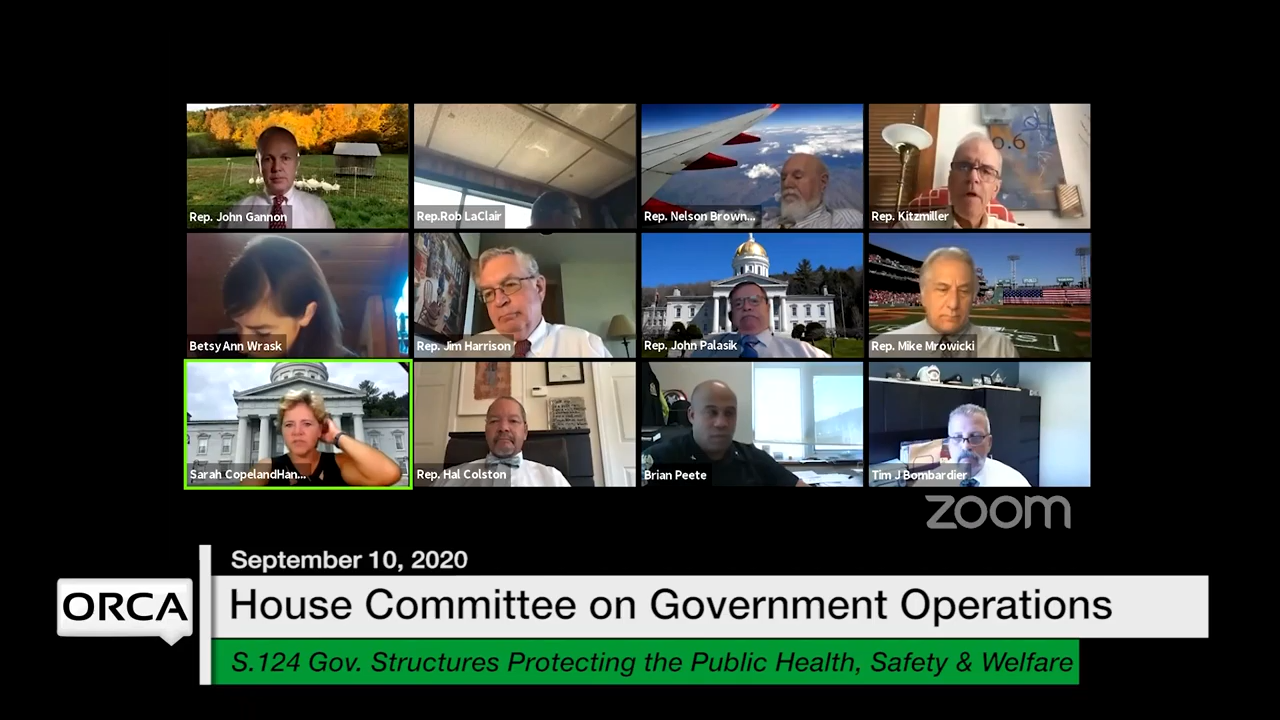 Rep. John Gannon
Rep.Rob LaClair
Rep. Nelson Brown...
Rep. Kitzmiller
o.6
Betsy Ann Wrask
Rep. Jim Harrison
Rep. John Palasik
Rep. Mike Mrowicki
Sarah CopelandHan...
Rep. Hal Colston
Brian Peete
Tim J Bombardier
zoom
September 10, 2020
ORCA
House Committee on Government Operations
S.124 Gov. Structures Protecting the Public Health, Safety & Welfare